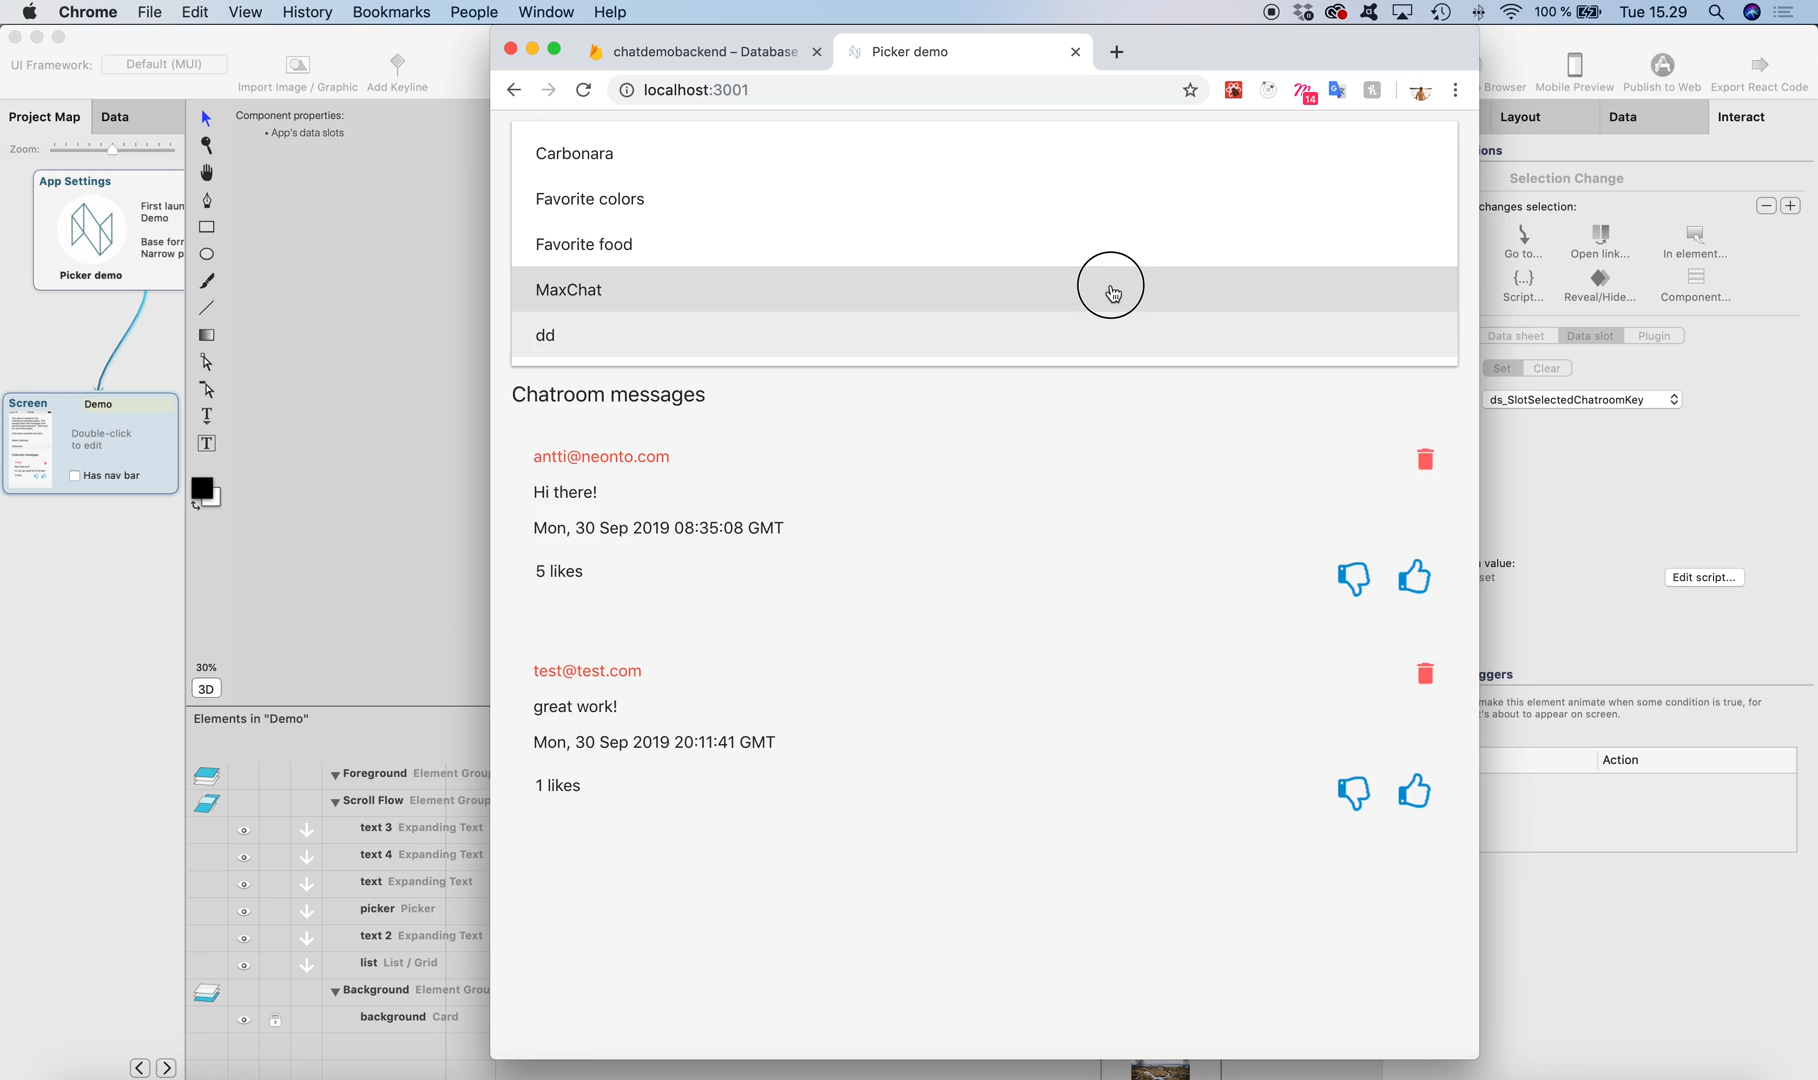 Chrome File Edit View History Bookmarks People Window Help
100 % Tue 15.29
UI Framework: Default (MUI)
Import Image / Graphic Add Keyline
Project Map Data
Zoom:
App Settings
First laun
Demo
Base forr
Narrow p
Picker demo
Screen Demo
Double-click
to edit
Has nav bar
Component properties:
• App's data slots
30%
3D
Elements in "Demo"
Foreground Element Grou
Scroll Flow Element Group
text 3 Expanding Text
text 4 Expanding Text
text Expanding Text
picker Picker
text 2 Expanding Text
list List / Grid
Background Element Grou
background Card
chatdemobackend – Database
Picker demo
localhost:3001
14
Carbonara
Favorite colors
Favorite food
MaxChat
dd
Chatroom messages
antti@neonto.com
Hi there!
Mon, 30 Sep 2019 08:35:08 GMT
5 likes
test@test.com
great work!
Mon, 30 Sep 2019 20:11:41 GMT
1 likes
Browser Mobile Preview Publish to Web Export React Code
Layout Data Interact
ions
Selection Change
changes selection:
Go to... Open link... In element...
Script... Reveal/Hide... Component...
Data sheet Data slot Plugin
Set Clear
ds_SlotSelectedChatroomKey
value:
set
Edit script...
ggers
make this element animate when some condition is true, for
t's about to appear on screen.
Action